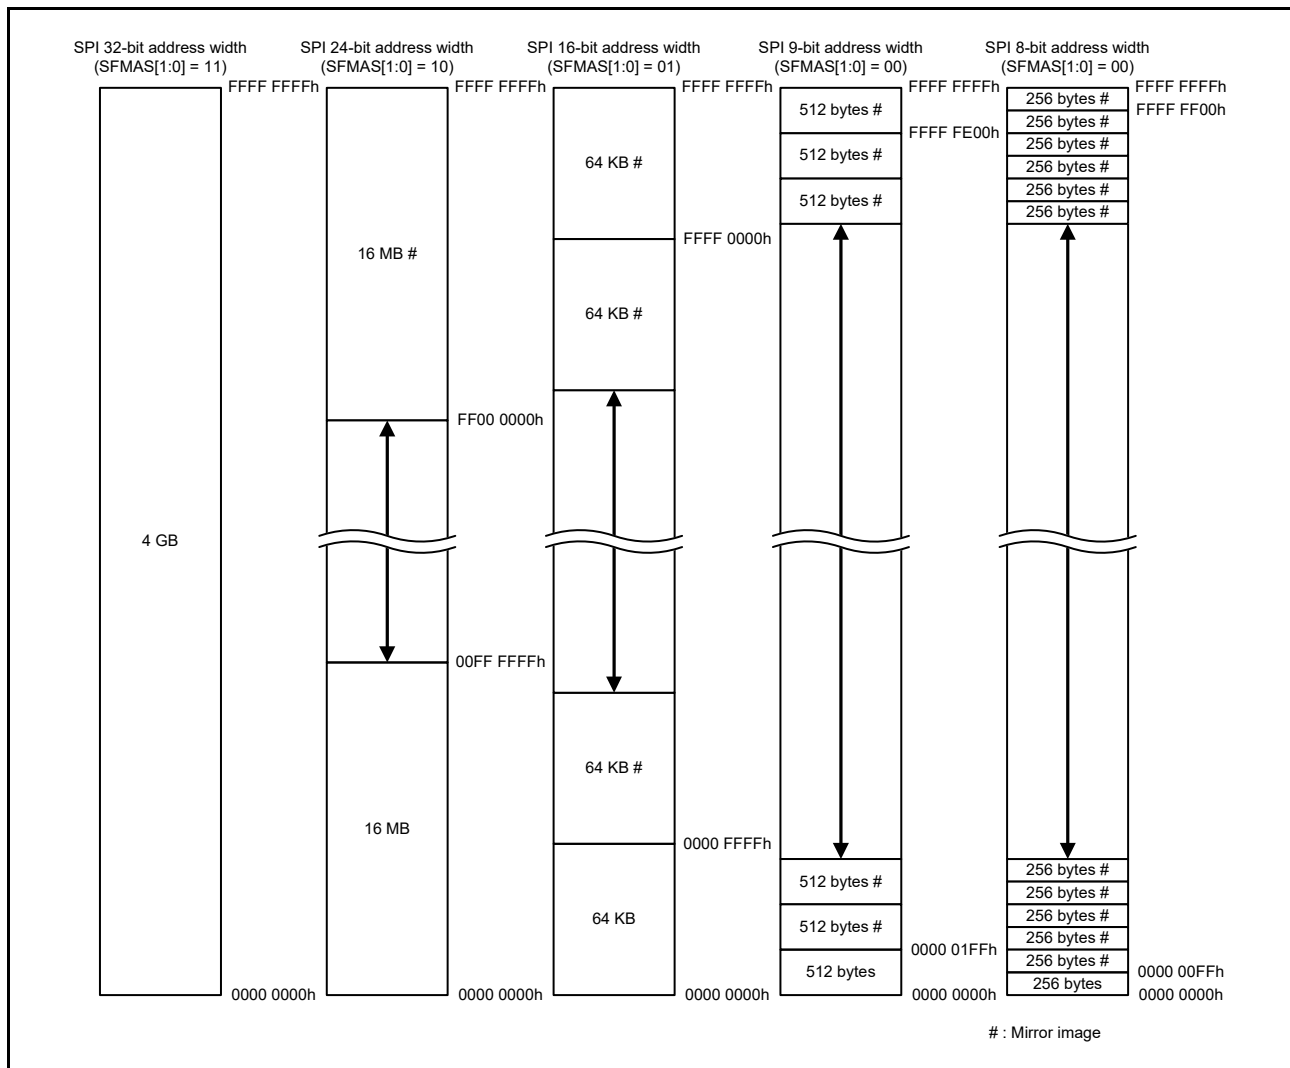 SPI 32-bit address width
(SFMAS[1:0] = 11)
FFFF FFFFh
4 GB
0000 0000h
SPI 24-bit address width
(SFMAS[1:0] = 10)
FFFF FFFFh
16 MB #
FF00 0000h
00FF FFFFh
16 MB
0000 0000h
SPI 16-bit address width
(SFMAS[1:0] = 01)
FFFF FFFFh
64 KB #
FFFF 0000h
64 KB #
64 KB #
0000 FFFFh
64 KB
0000 0000h
SPI 9-bit address width
(SFMAS[1:0] = 00)
FFFF FFFFh
512 bytes #
FFFF FE00h
512 bytes #
512 bytes #
512 bytes #
512 bytes #
0000 01FFh
512 bytes
0000 0000h
SPI 8-bit address width
(SFMAS[1:0] = 00)
FFFF FFFFh
256 bytes #
FFFF FF00h
256 bytes #
256 bytes #
256 bytes #
256 bytes #
256 bytes #
256 bytes #
256 bytes #
256 bytes #
256 bytes #
256 bytes #
0000 00FFh
256 bytes
0000 0000h
# : Mirror image